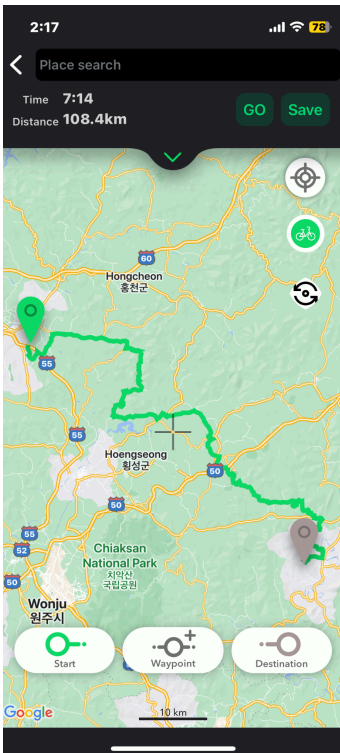 2:17
78
Place search
Time 7:14
Distance 108.4km
GO
Save
60
Hongcheon
홍천군
55
55
Hoengseong
횡성군
50
50
55
52
Chiaksan
National Park
치악산
국립공원
50
Wonju
원주시
Start
Waypoint
Destination
Google
10 km